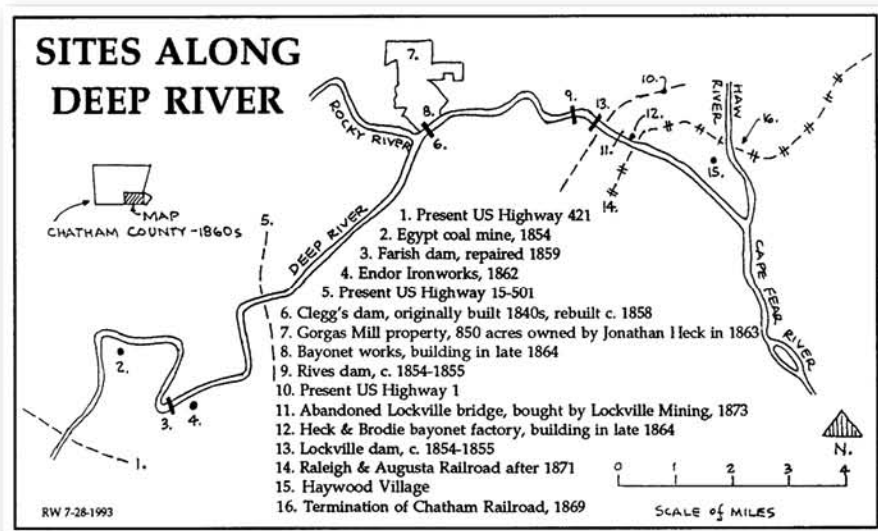 SITES ALONG
DEEP RIVER
7.
10.
8.
9.
13.
12.
HAW
RIVER
16.
ROCKY RIVER
6.
11.
15.
14.
MAP
CHATHAM COUNTY - 1860s
5.
DEEP RIVER
CAPE FEAR RIVER
1. Present US Highway 421
2. Egypt coal mine, 1854
3. Farish dam, repaired 1859
4. Endor Ironworks, 1862
5. Present US Highway 15-501
6. Clegg's dam, originally built 1840s, rebuilt c. 1858
7. Gorgas Mill property, 850 acres owned by Jonathan Heck in 1863
8. Bayonet works, building in late 1864
9. Rives dam, c. 1854-1855
10. Present US Highway 1
11. Abandoned Lockville bridge, bought by Lockville Mining, 1873
12. Heck & Brodie bayonet factory, building in late 1864
13. Lockville dam, c. 1854-1855
14. Raleigh & Augusta Railroad after 1871
15. Haywood Village
16. Termination of Chatham Railroad, 1869
2.
3.
4.
1.
N.
0 1 2 3 4
SCALE of MILES
RW 7-28-1993